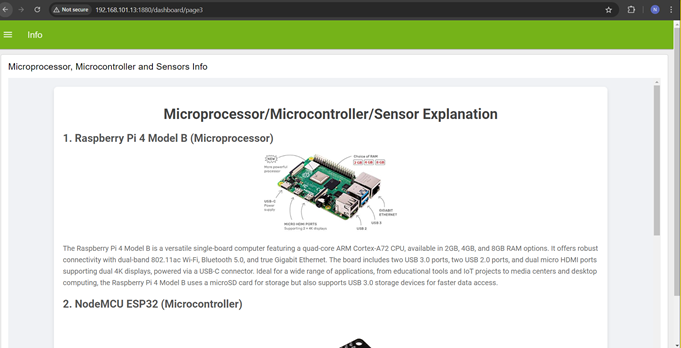 Not secure 192.168.101.13:1880/dashboard/page3
N
Info
Microprocessor, Microcontroller and Sensors Info
Microprocessor/Microcontroller/Sensor Explanation
1. Raspberry Pi 4 Model B (Microprocessor)
Choice of RAM
More powerful
processor
USB-C
Power
supply
MICRO HDMI PORTS
Supporting 2 x 4K displays
GIGABIT
ETHERNET
USB 3
USB 2
The Raspberry Pi 4 Model B is a versatile single-board computer featuring a quad-core ARM Cortex-A72 CPU, available in 2GB, 4GB, and 8GB RAM options. It offers robust
connectivity with dual-band 802.11ac Wi-Fi, Bluetooth 5.0, and true Gigabit Ethernet. The board includes two USB 3.0 ports, two USB 2.0 ports, and dual micro HDMI ports
supporting dual 4K displays, powered via a USB-C connector. Ideal for a wide range of applications, from educational tools and IoT projects to media centers and desktop
computing, the Raspberry Pi 4 Model B uses a microSD card for storage but also supports USB 3.0 storage devices for faster data access.
2. NodeMCU ESP32 (Microcontroller)